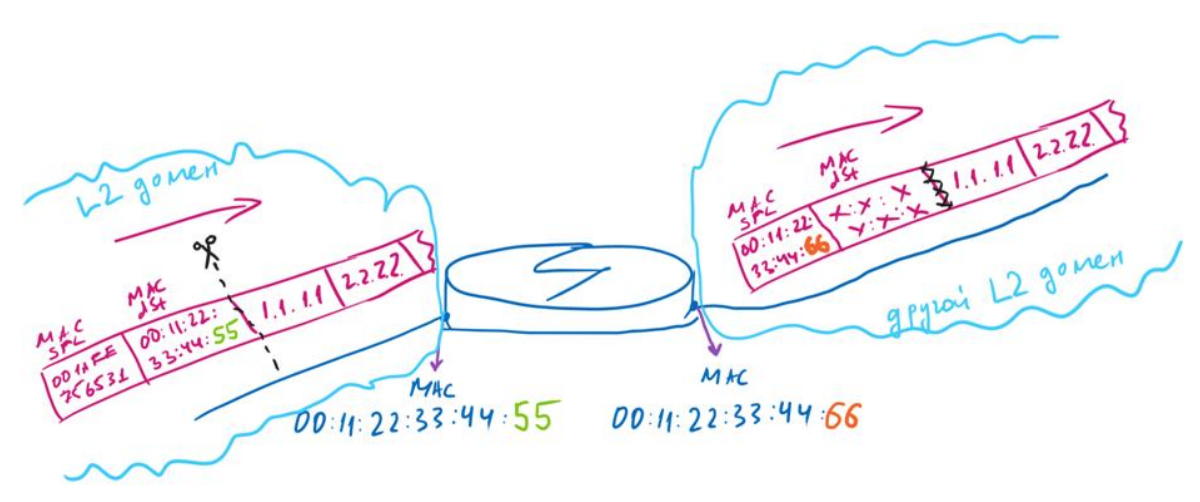 L2 домен
MAC
SRC
MAC
dst
001AFE
256531
00:11:22:
33:44:55
1.1.1.1
2.2.2.2
MAC
00:11:22:33:44:55
MAC
SRC
MAC
dst
00:11:22:
33:44:66
X:X:X
Y:X:X
1.1.1.1
2.2.2.2
MAC
00:11:22:33:44:66
другой L2 домен